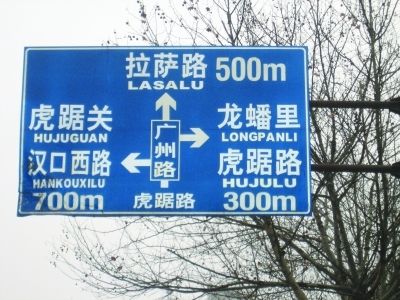 拉萨路 500m
LASALU
虎踞关
HUJUGUAN
汉口西路
HANKOUXILU
700m
广州路
龙蟠里
LONGPANLI
虎踞路
HUJULU
300m
虎踞路